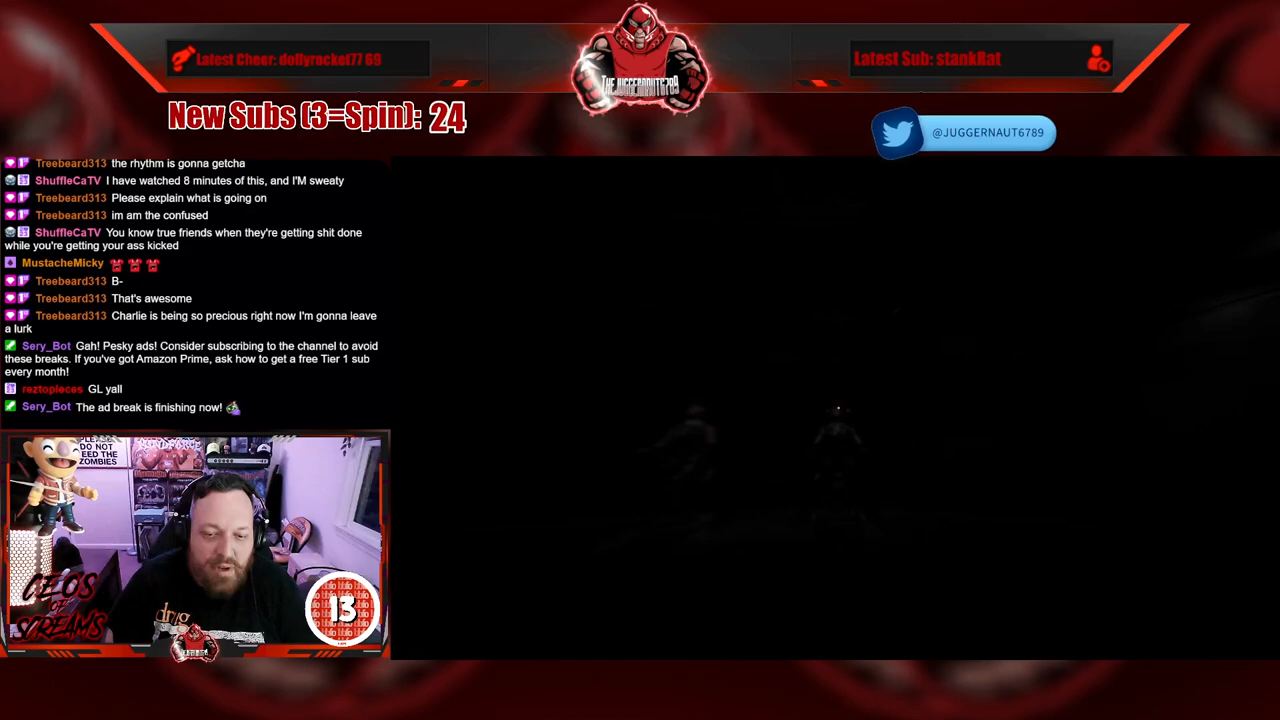 Latest Cheer: doffyrocket77 69
THEJUGGERNAUT6789
Latest Sub: stankRat
New Subs (3=Spin): 24
@JUGGERNAUT6789
Treebeard313 the rhythm is gonna getcha
ShuffleCaTV I have watched 8 minutes of this, and I'M sweaty
Treebeard313 Please explain what is going on
Treebeard313 im am the confused
ShuffleCaTV You know true friends when they're getting shit done
while you're getting your ass kicked
MustacheMicky
Treebeard313 B-
Treebeard313 That's awesome
Treebeard313 Charlie is being so precious right now I'm gonna leave
a lurk
Sery_Bot Gah! Pesky ads! Consider subscribing to the channel to avoid
these breaks. If you've got Amazon Prime, ask how to get a free Tier 1 sub
every month!
reztopieces GL yall
Sery_Bot The ad break is finishing now!
DO NOT
FEED THE
ZOMBIES
CEOS
OF
SCREAMS
13